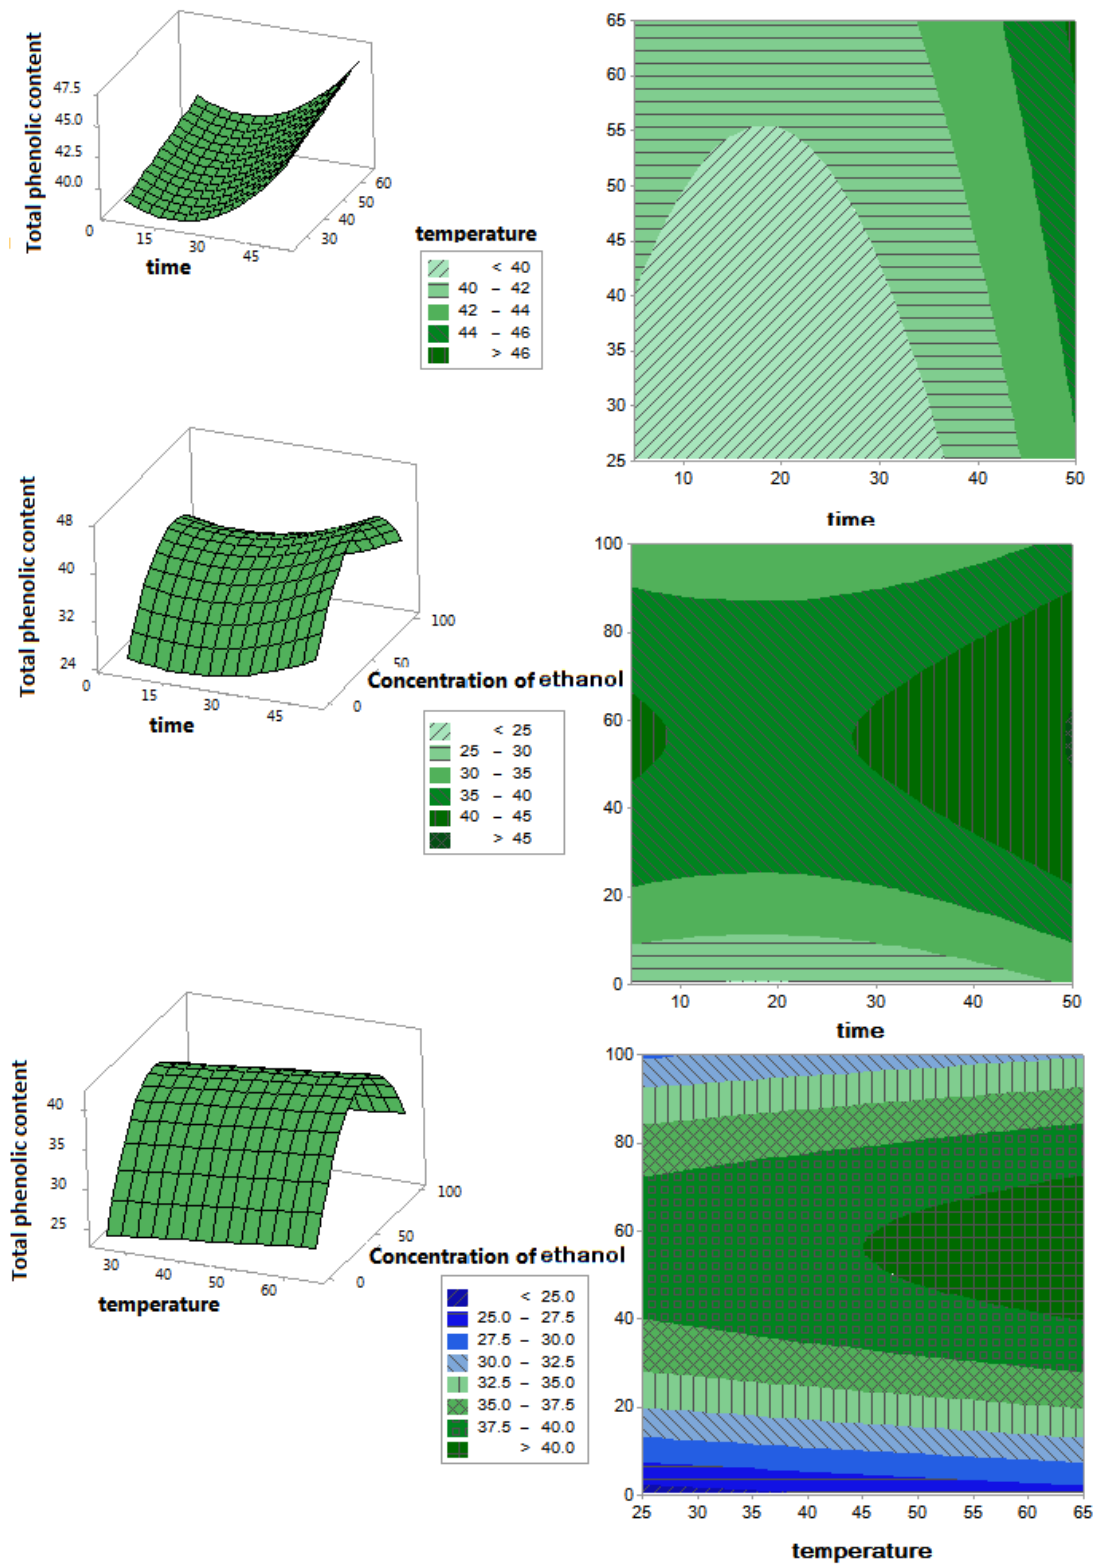 Total phenolic content
47.5
45.0
42.5
40.0
0
15
30
45
time
30
40
50
60
temperature
< 40
40 – 42
42 – 44
44 – 46
> 46
65
60
55
50
45
40
35
30
25
10 20 30 40 50
time
Total phenolic content
48
40
32
24
0
15
30
45
time
0
50
100
Concentration of ethanol
< 25
25 – 30
30 – 35
35 – 40
40 – 45
> 45
100
80
60
40
20
0
10 20 30 40 50
time
Total phenolic content
40
35
30
25
30
40
50
60
temperature
0
50
100
Concentration of ethanol
< 25.0
25.0 – 27.5
27.5 – 30.0
30.0 – 32.5
32.5 – 35.0
35.0 – 37.5
37.5 – 40.0
> 40.0
100
80
60
40
20
0
25 30 35 40 45 50 55 60 65
temperature